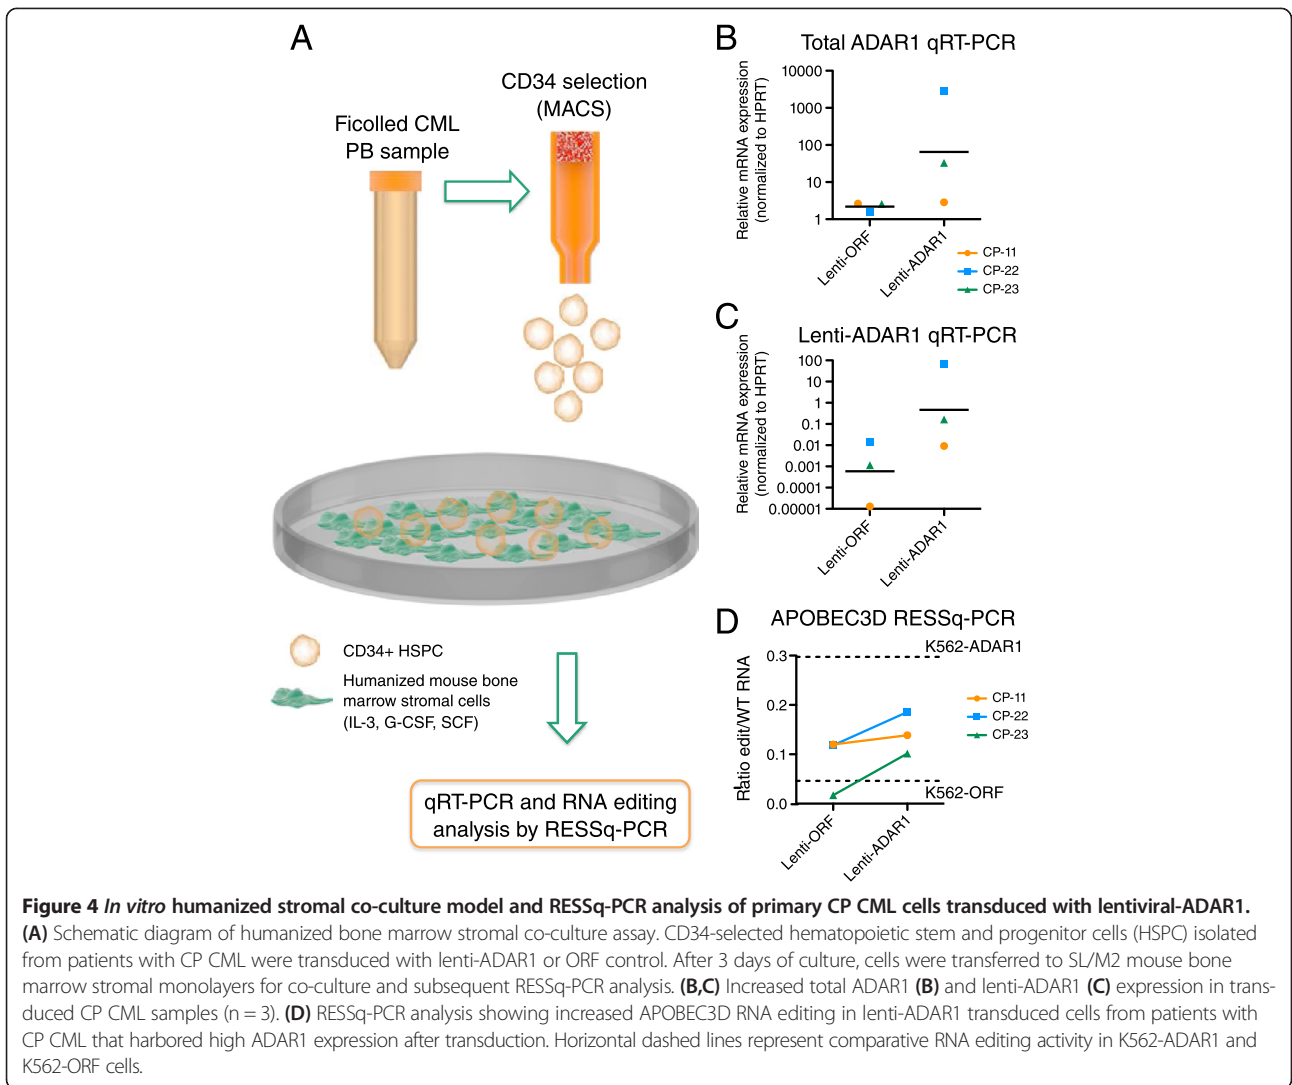 A
Ficolled CML
PB sample
CD34 selection
(MACS)
CD34+ HSPC
Humanized mouse bone
marrow stromal cells
(IL-3, G-CSF, SCF)
qRT-PCR and RNA editing
analysis by RESSq-PCR
B
Total ADAR1 qRT-PCR
Relative mRNA expression
(normalized to HPRT)
10000
1000
100
10
1
Lenti-ORF
Lenti-ADAR1
CP-11
CP-22
CP-23
C
Lenti-ADAR1 qRT-PCR
Relative mRNA expression
(normalized to HPRT)
100
10
1
0.1
0.01
0.001
0.0001
0.00001
Lenti-ORF
Lenti-ADAR1
D
APOBEC3D RESSq-PCR
Ratio edit/WT RNA
0.3
0.2
0.1
0.0
K562-ADAR1
K562-ORF
Lenti-ORF
Lenti-ADAR1
CP-11
CP-22
CP-23
Figure 4 In vitro humanized stromal co-culture model and RESSq-PCR analysis of primary CP CML cells transduced with lentiviral-ADAR1.
(A) Schematic diagram of humanized bone marrow stromal co-culture assay. CD34-selected hematopoietic stem and progenitor cells (HSPC) isolated
from patients with CP CML were transduced with lenti-ADAR1 or ORF control. After 3 days of culture, cells were transferred to SL/M2 mouse bone
marrow stromal monolayers for co-culture and subsequent RESSq-PCR analysis. (B,C) Increased total ADAR1 (B) and lenti-ADAR1 (C) expression in trans-
duced CP CML samples (n = 3). (D) RESSq-PCR analysis showing increased APOBEC3D RNA editing in lenti-ADAR1 transduced cells from patients with
CP CML that harbored high ADAR1 expression after transduction. Horizontal dashed lines represent comparative RNA editing activity in K562-ADAR1 and
K562-ORF cells.